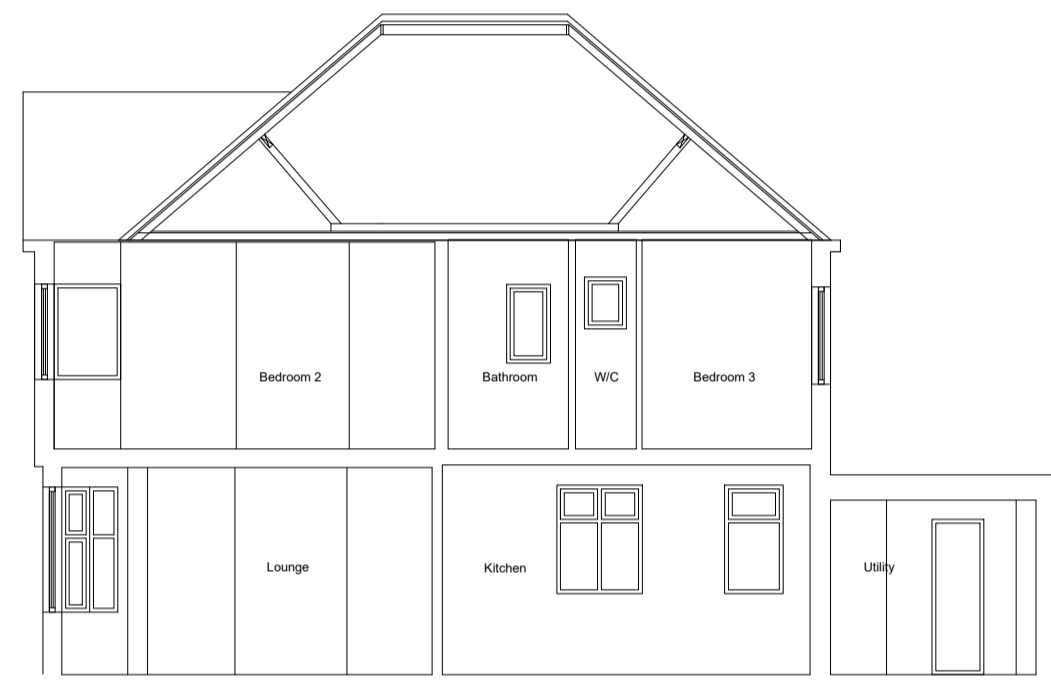 Bedroom 2
Bathroom
W/C
Bedroom 3
Lounge
Kitchen
Utility